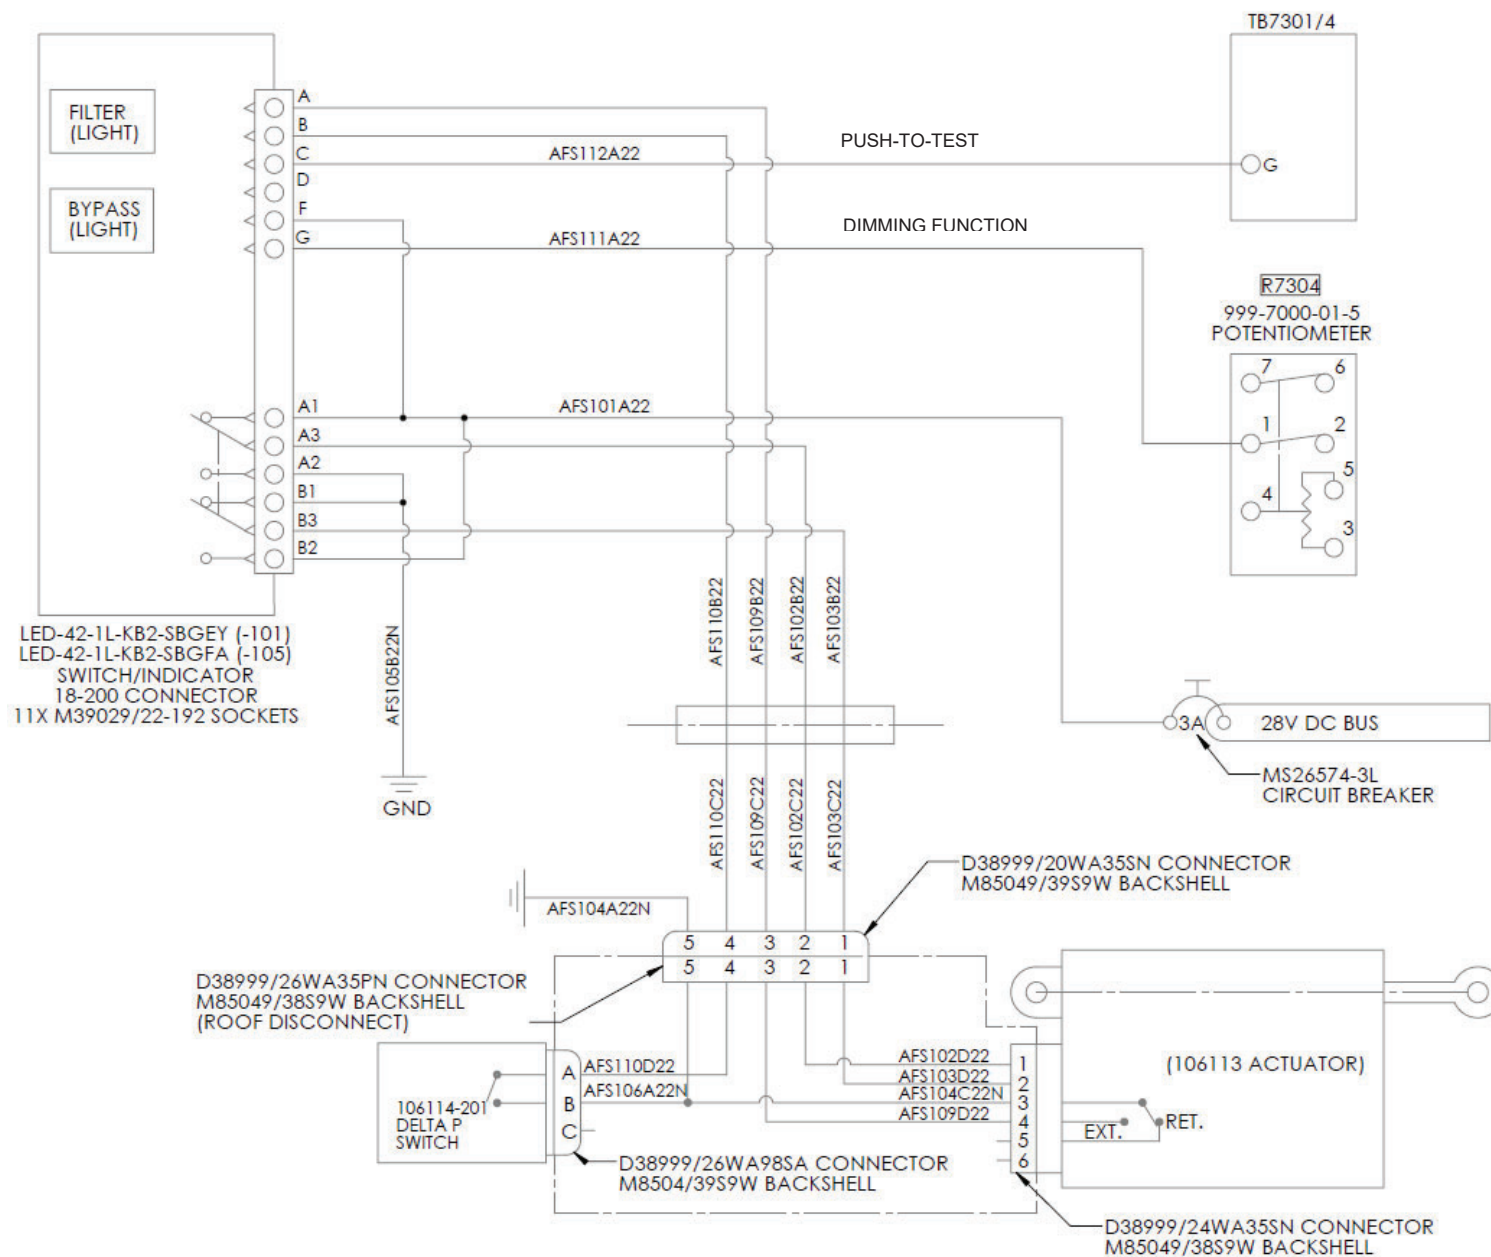 TB7301/4
FILTER
(LIGHT)
BYPASS
(LIGHT)
A
B
C
D
F
G
AFS112A22
PUSH-TO-TEST
G
AFS111A22
DIMMING FUNCTION
R7304
999-7000-01-5
POTENTIOMETER
7
6
1
2
5
4
3
A1
A3
A2
B1
B3
B2
AFS101A22
LED-42-1L-KB2-SBGEY (-101)
LED-42-1L-KB2-SBGFA (-105)
SWITCH/INDICATOR
18-200 CONNECTOR
11X M39029/22-192 SOCKETS
AFS105B22N
GND
AFS110B22
AFS109B22
AFS102B22
AFS103B22
3A
28V DC BUS
MS26574-3L
CIRCUIT BREAKER
AFS110C22
AFS109C22
AFS102C22
AFS103C22
D38999/20WA35SN CONNECTOR
M85049/39S9W BACKSHELL
AFS104A22N
5 4 3 2 1
5 4 3 2 1
D38999/26WA35PN CONNECTOR
M85049/38S9W BACKSHELL
(ROOF DISCONNECT)
106114-201
DELTA P
SWITCH
A
B
C
AFS110D22
AFS106A22N
AFS102D22
AFS103D22
AFS104C22N
AFS109D22
1
2
3
4
5
6
(106113 ACTUATOR)
EXT.
RET.
D38999/26WA98SA CONNECTOR
M8504/39S9W BACKSHELL
D38999/24WA35SN CONNECTOR
M85049/38S9W BACKSHELL